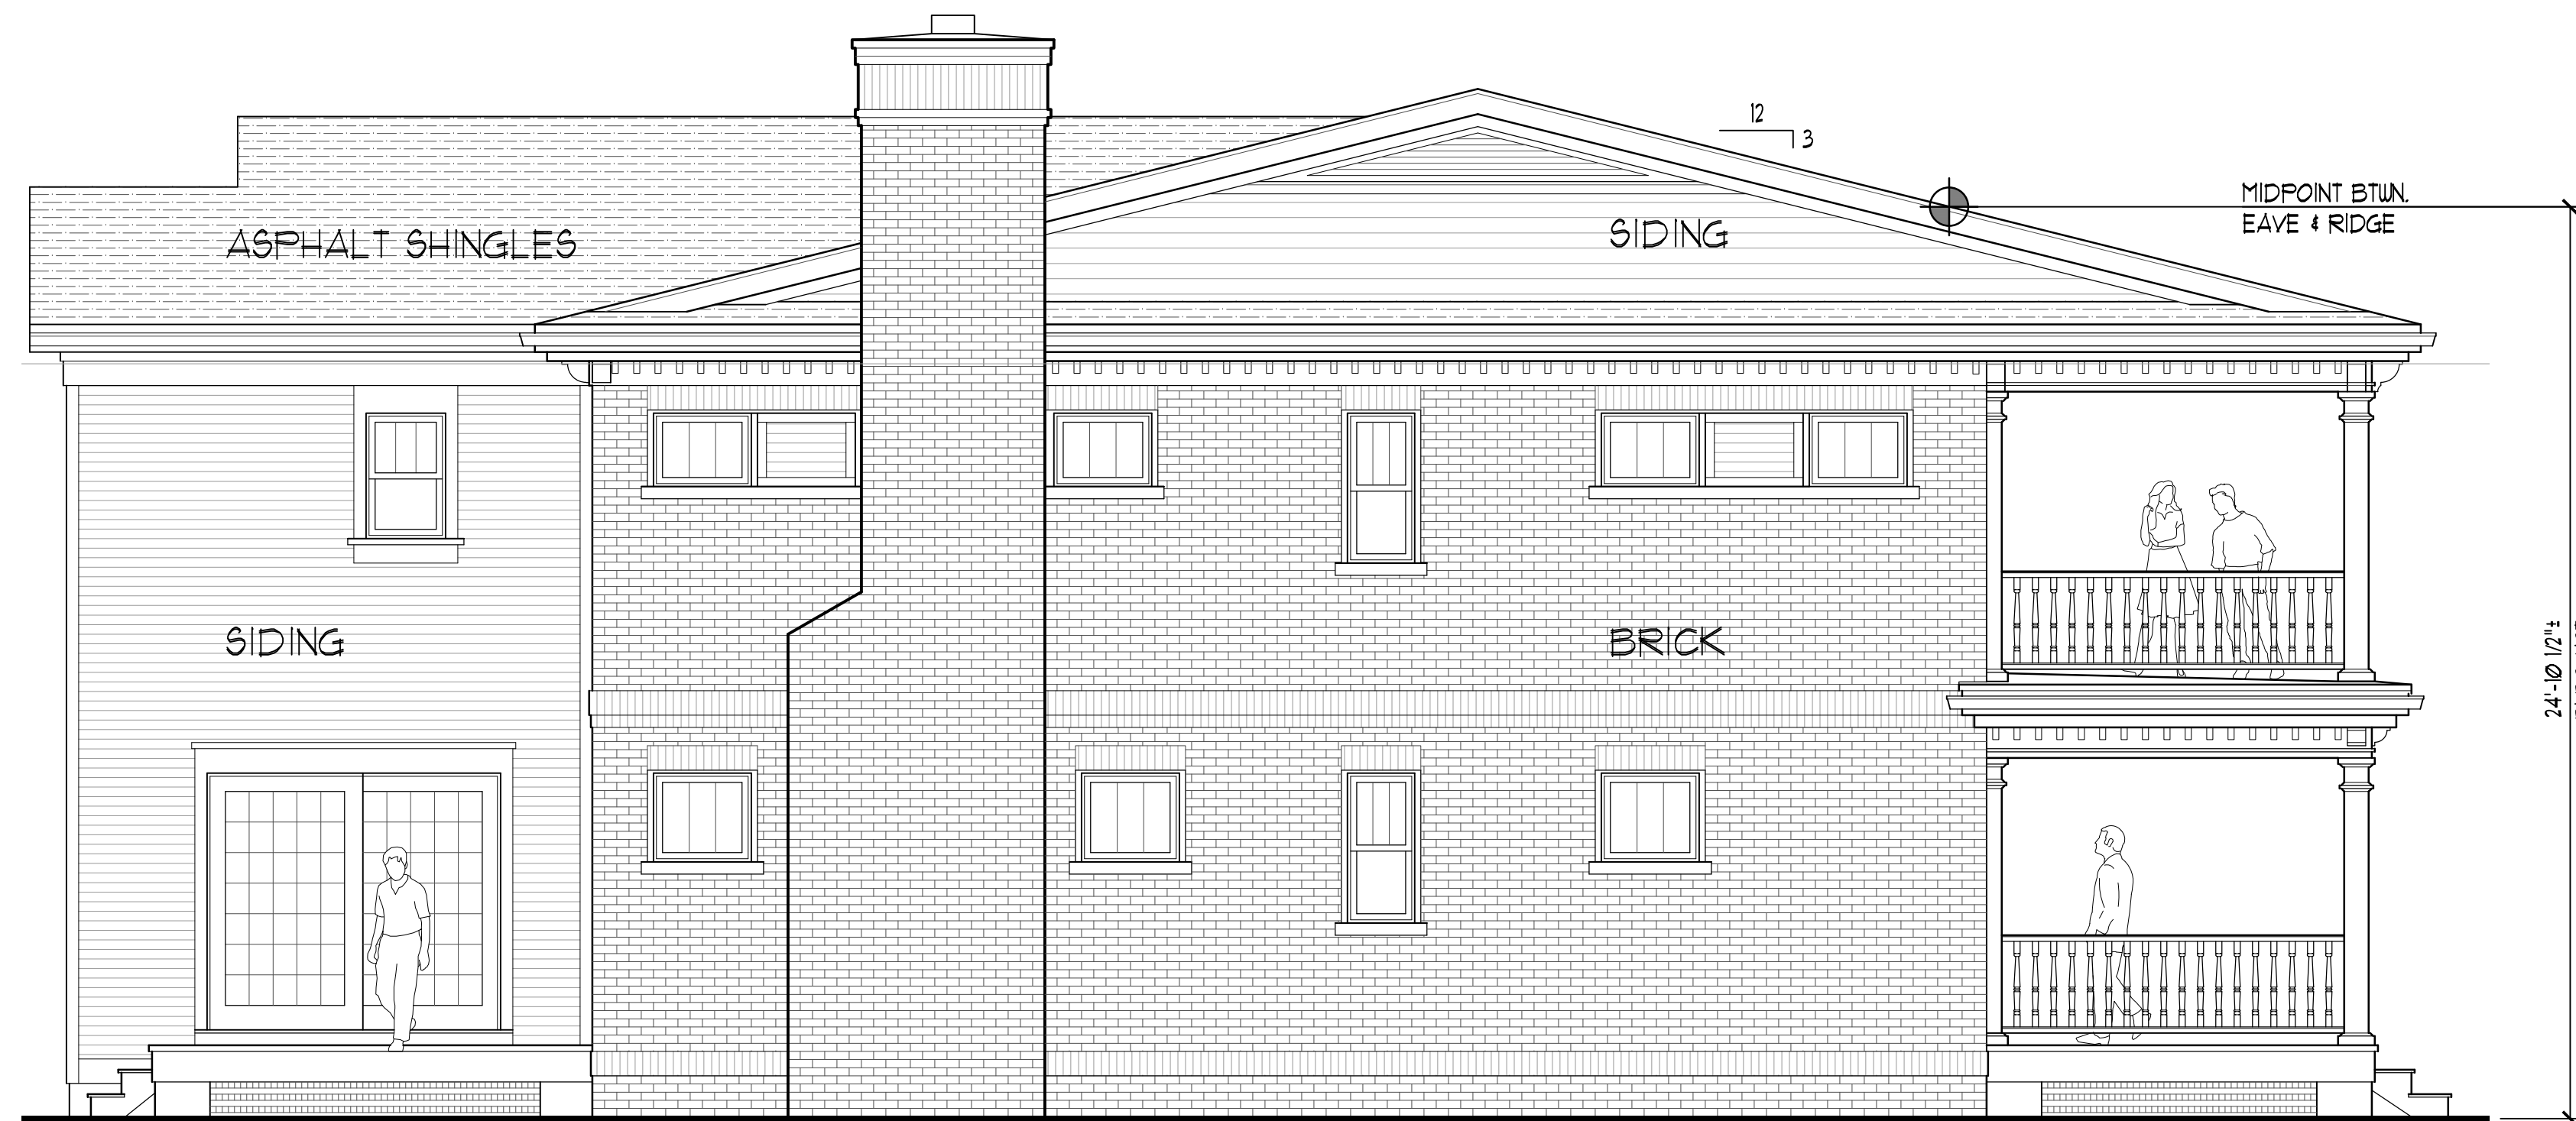 12
3
MIDPOINT BTWN.
EAVE & RIDGE
ASPHALT SHINGLES
SIDING
SIDING
BRICK
24'-10 1/2"±